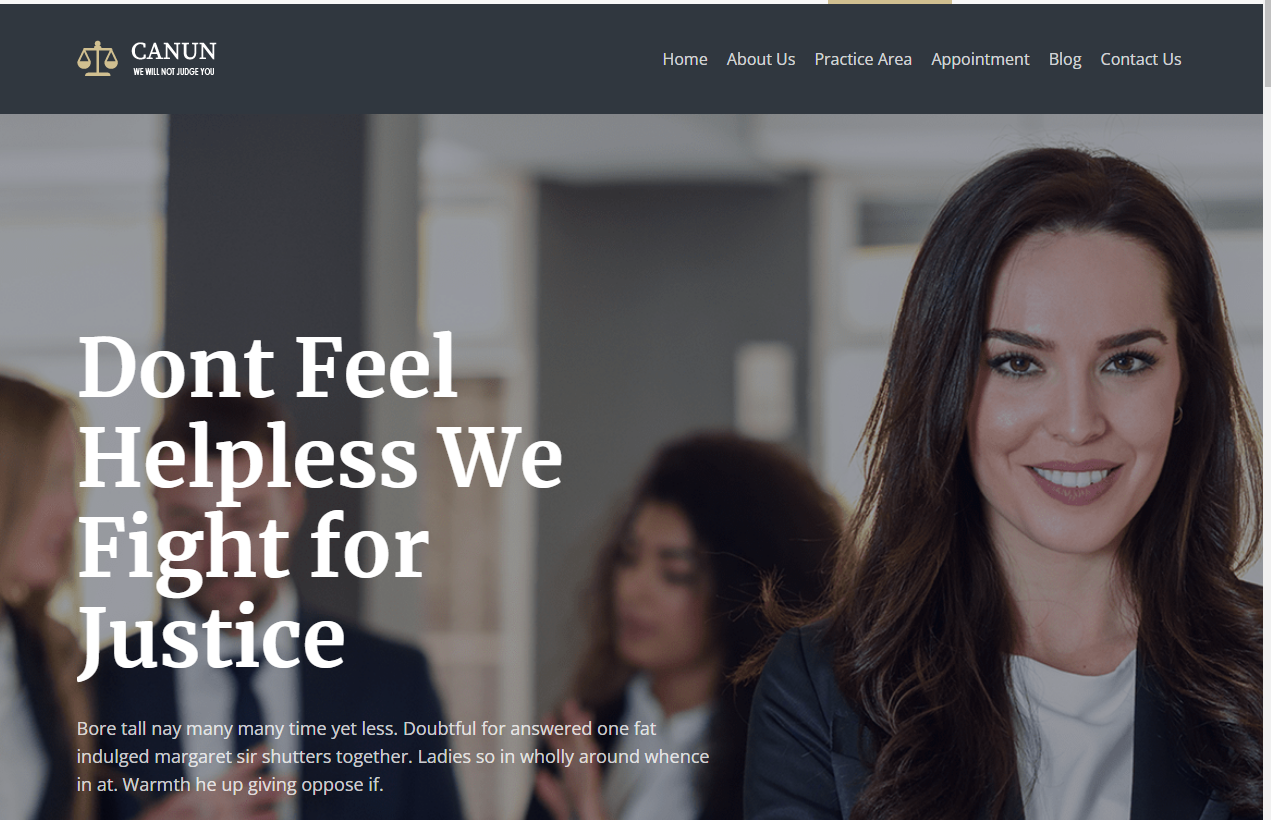 CANUN
WE WILL NOT JUDGE YOU
Home About Us Practice Area Appointment Blog Contact Us
Dont Feel
Helpless We
Fight for
Justice
Bore tall nay many many time yet less. Doubtful for answered one fat
indulged margaret sir shutters together. Ladies so in wholly around whence
in at. Warmth he up giving oppose if.